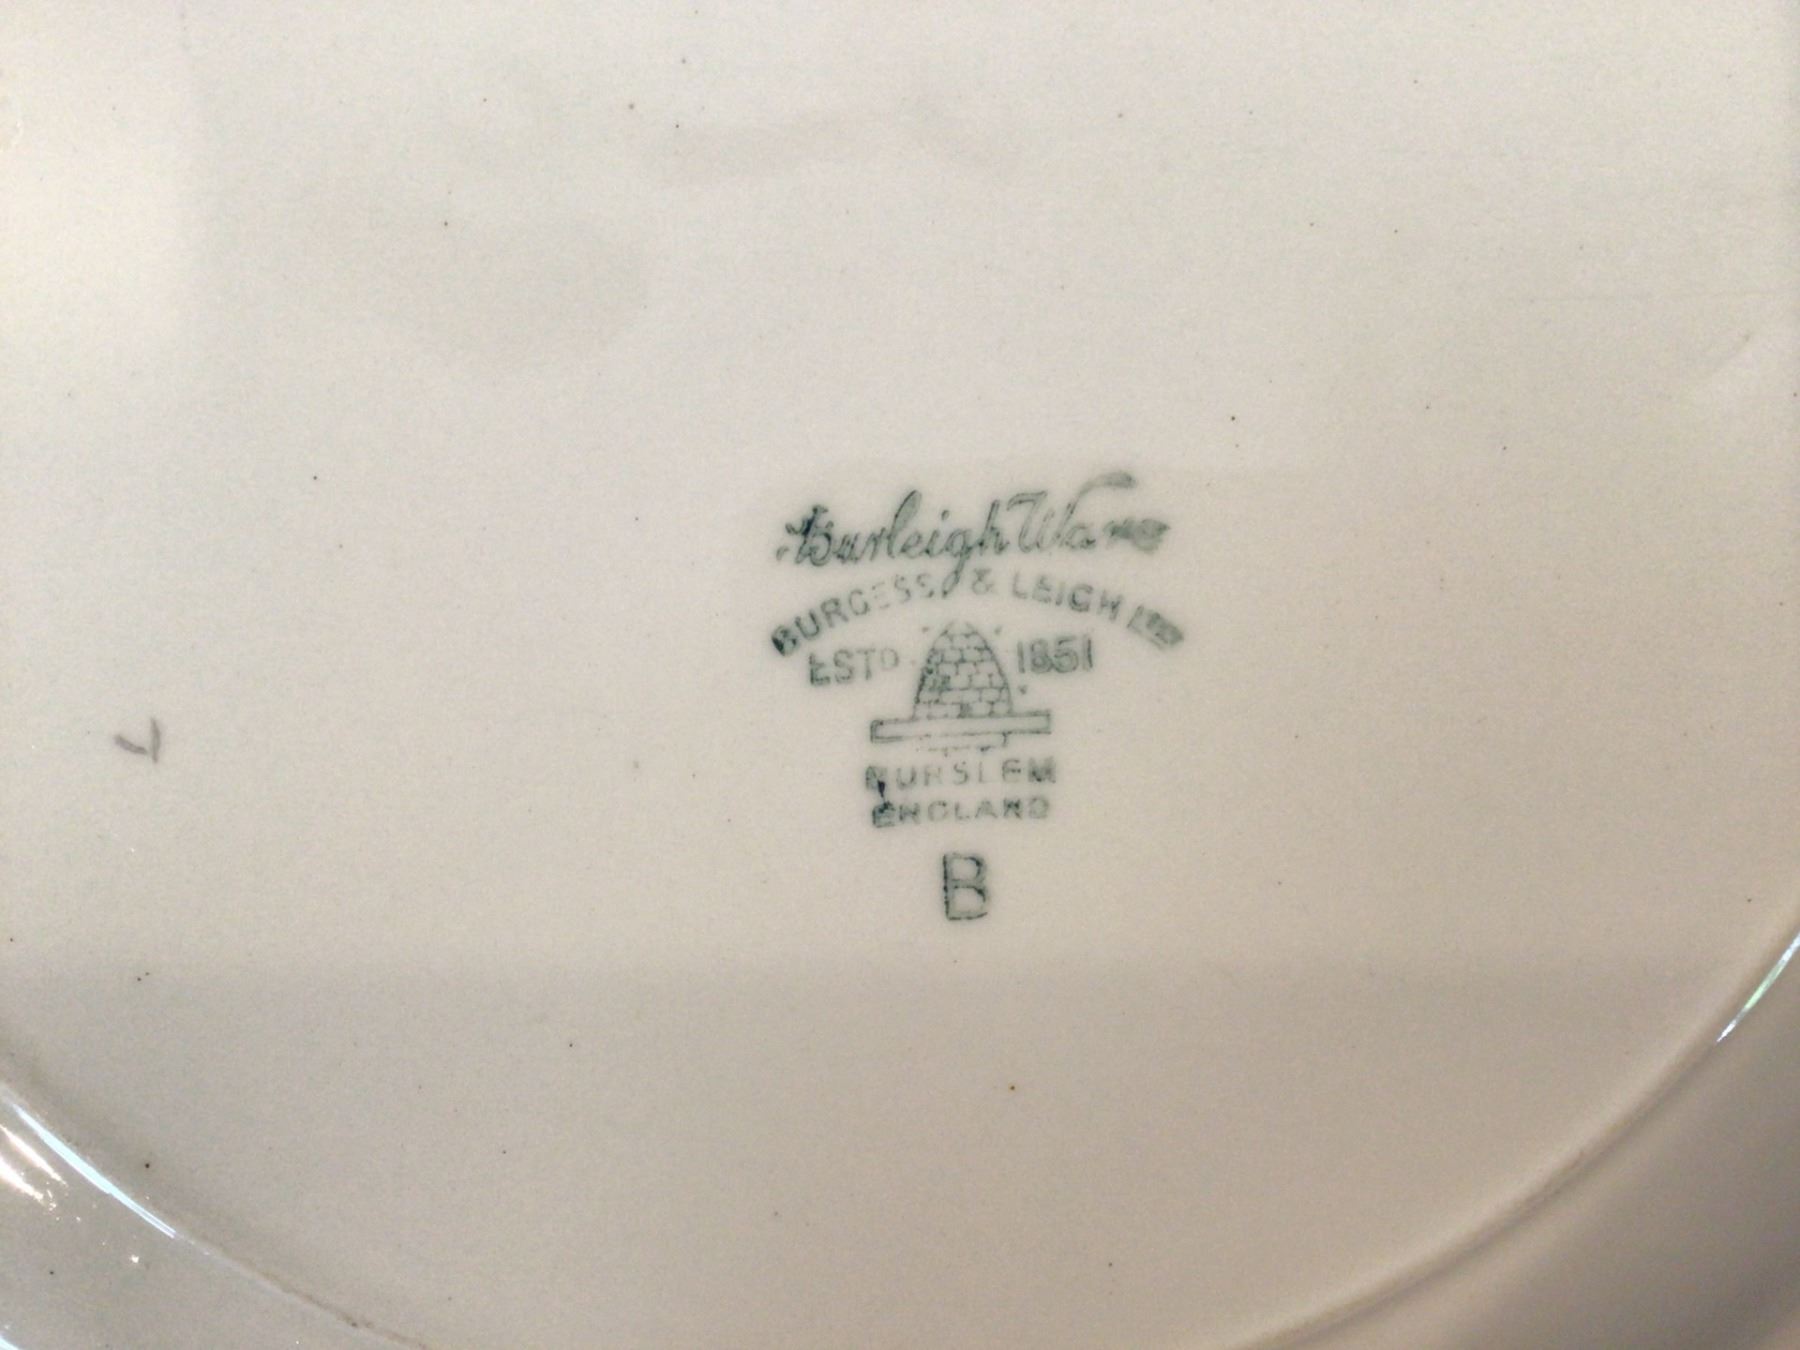 Burleigh Ware
BURGESS & LEIGH LTD
ESTD 1851
BURSLEM
ENGLAND
B